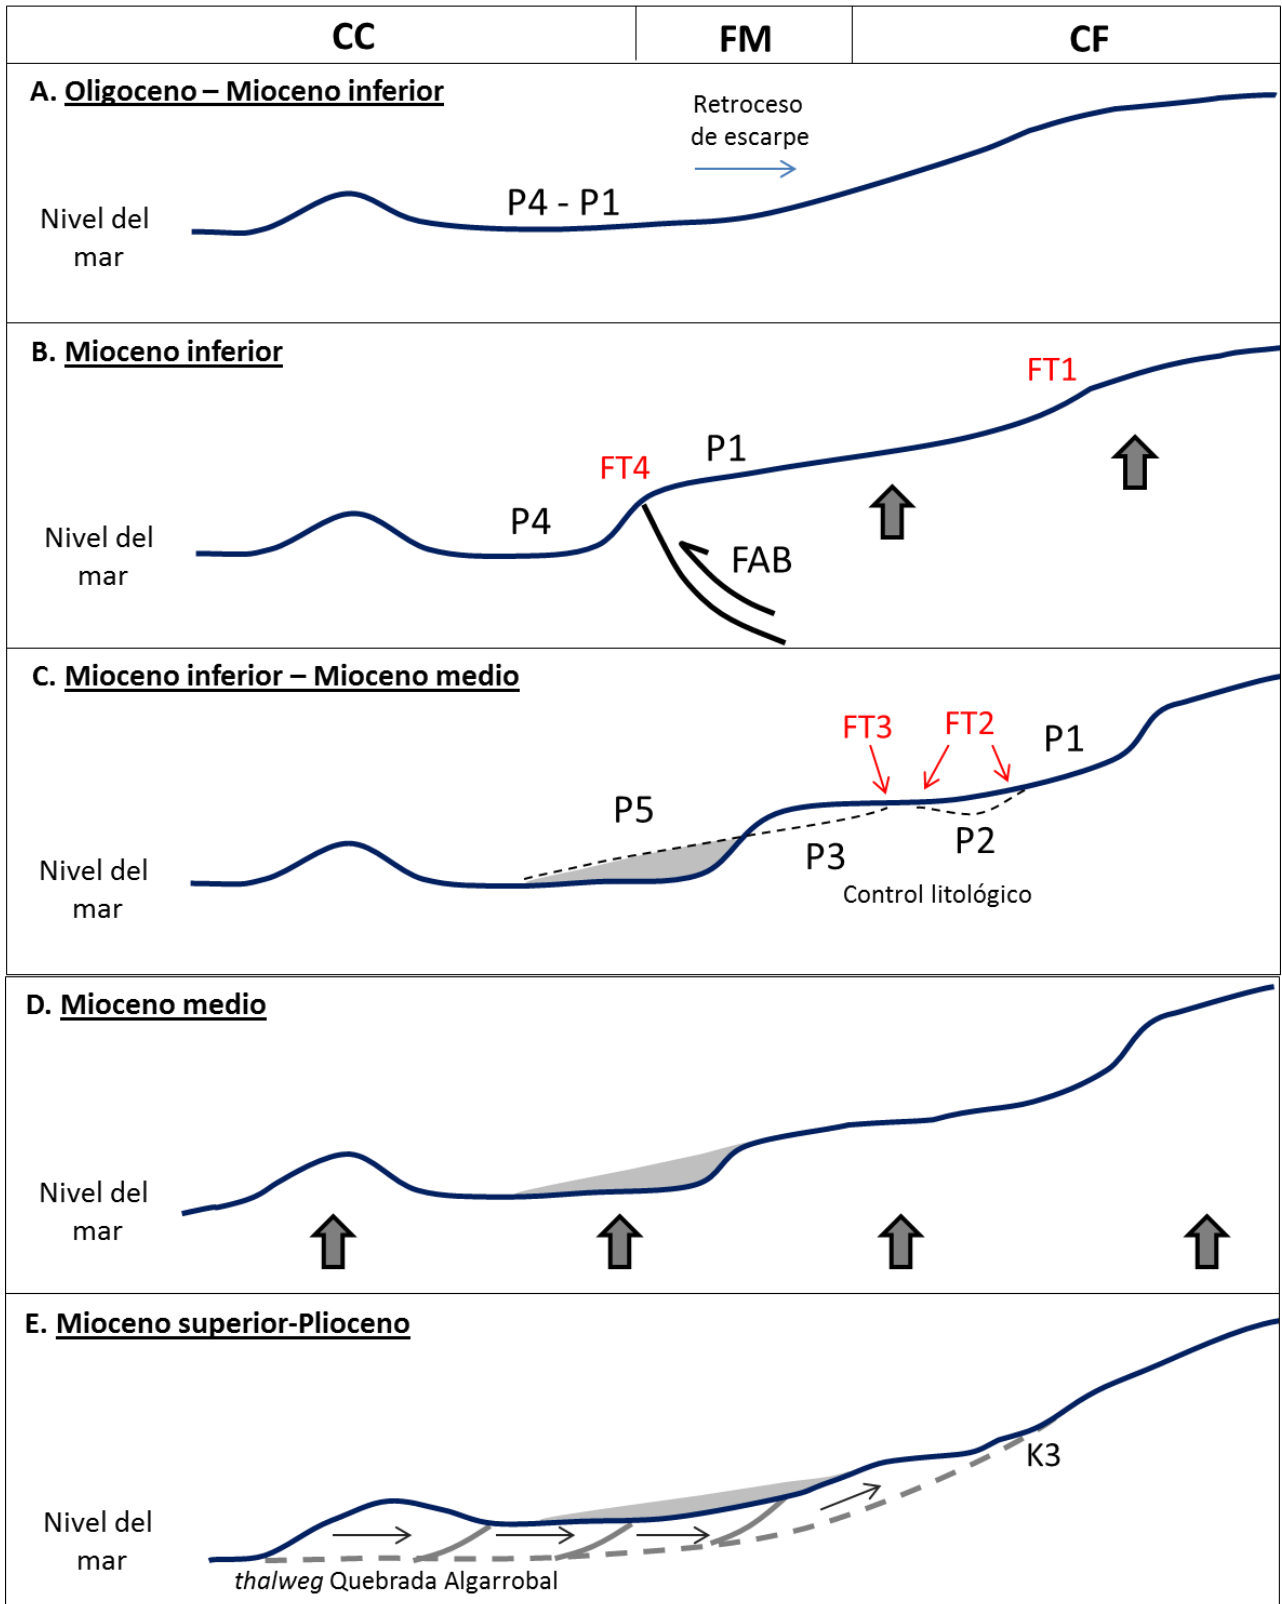 CC FM CF
A. Oligoceno – Mioceno inferior
Retroceso
de escarpe
P4 - P1
Nivel del
mar
B. Mioceno inferior
FT1
P1
FT4
P4
Nivel del
mar
FAB
C. Mioceno inferior – Mioceno medio
FT3 FT2 P1
P5
P2
P3
Nivel del
mar
Control litológico
D. Mioceno medio
Nivel del
mar
E. Mioceno superior-Plioceno
K3
Nivel del
mar
thalweg Quebrada Algarrobal